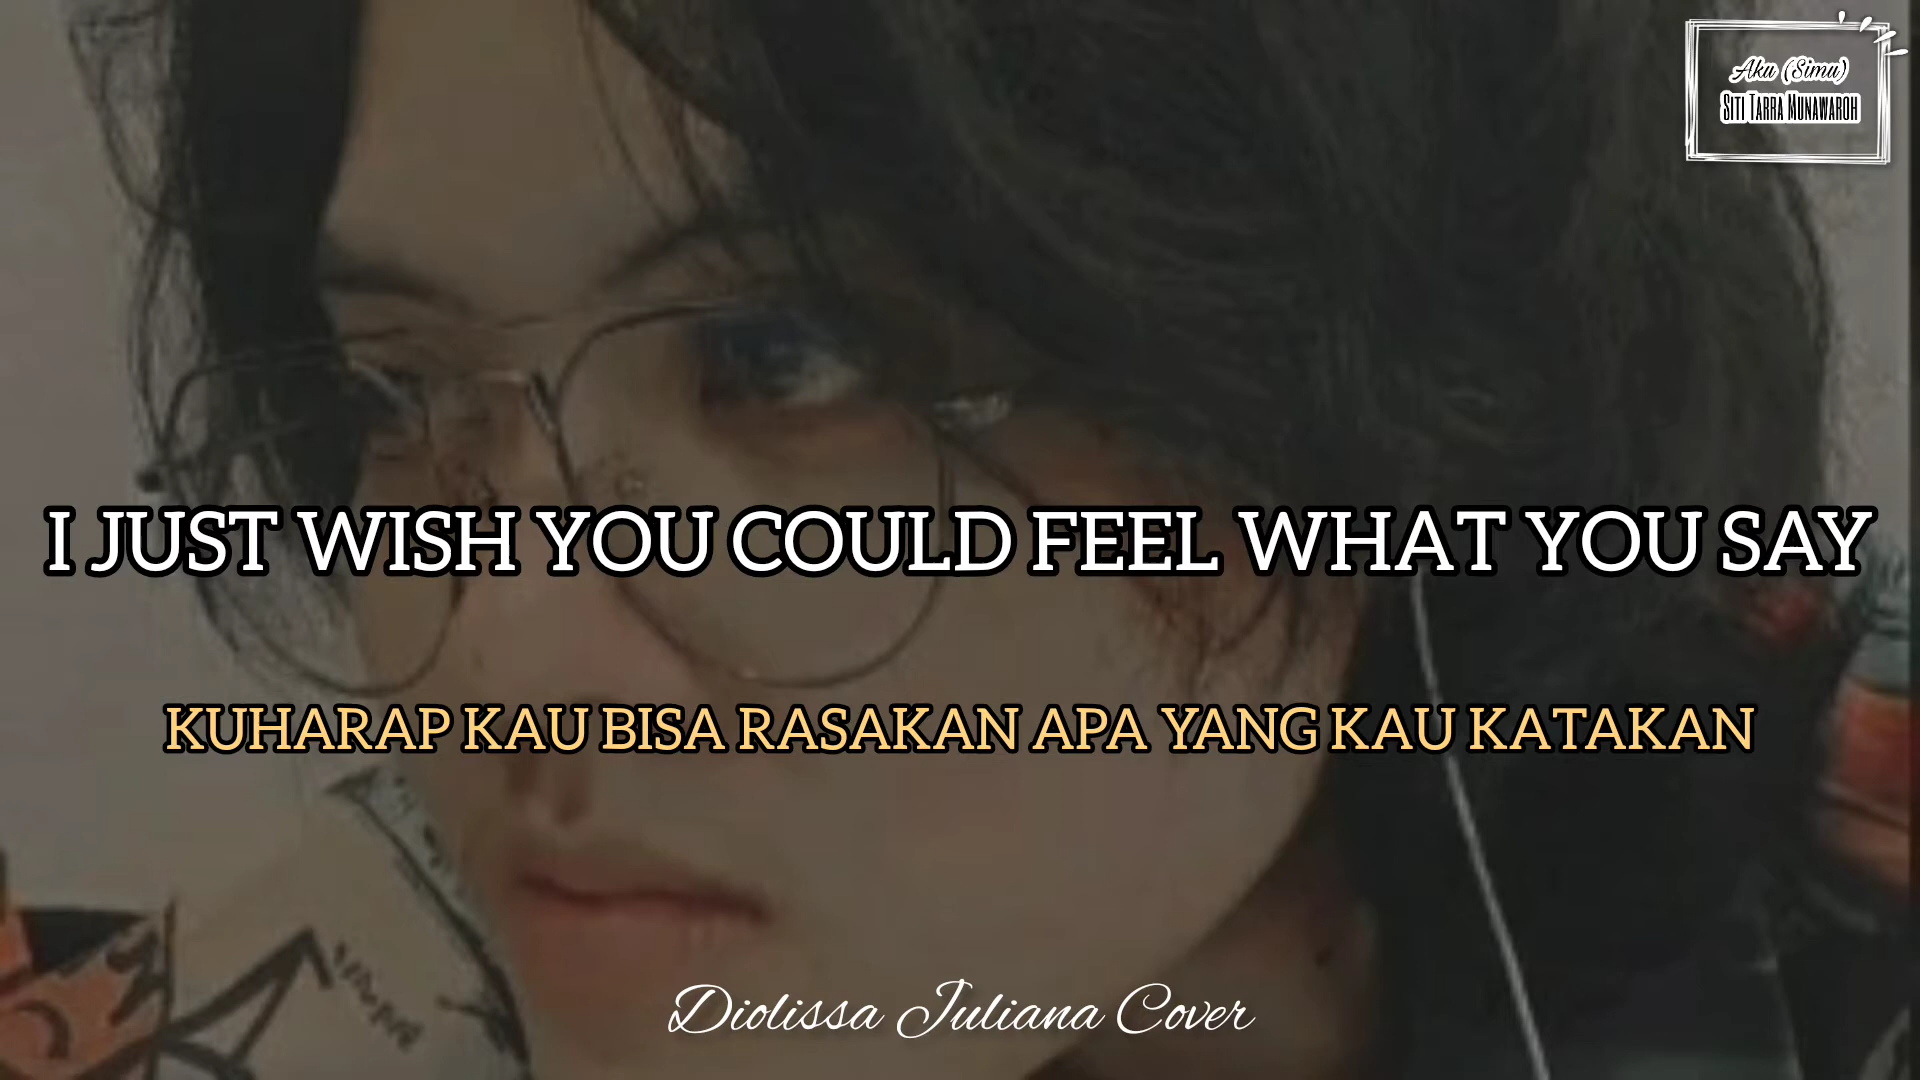 Aku (Simu)
SITI TARRA MUNAWAROH
I JUST WISH YOU COULD FEEL WHAT YOU SAY
KUHARAP KAU BISA RASAKAN APA YANG KAU KATAKAN
Diolissa Juliana Cover